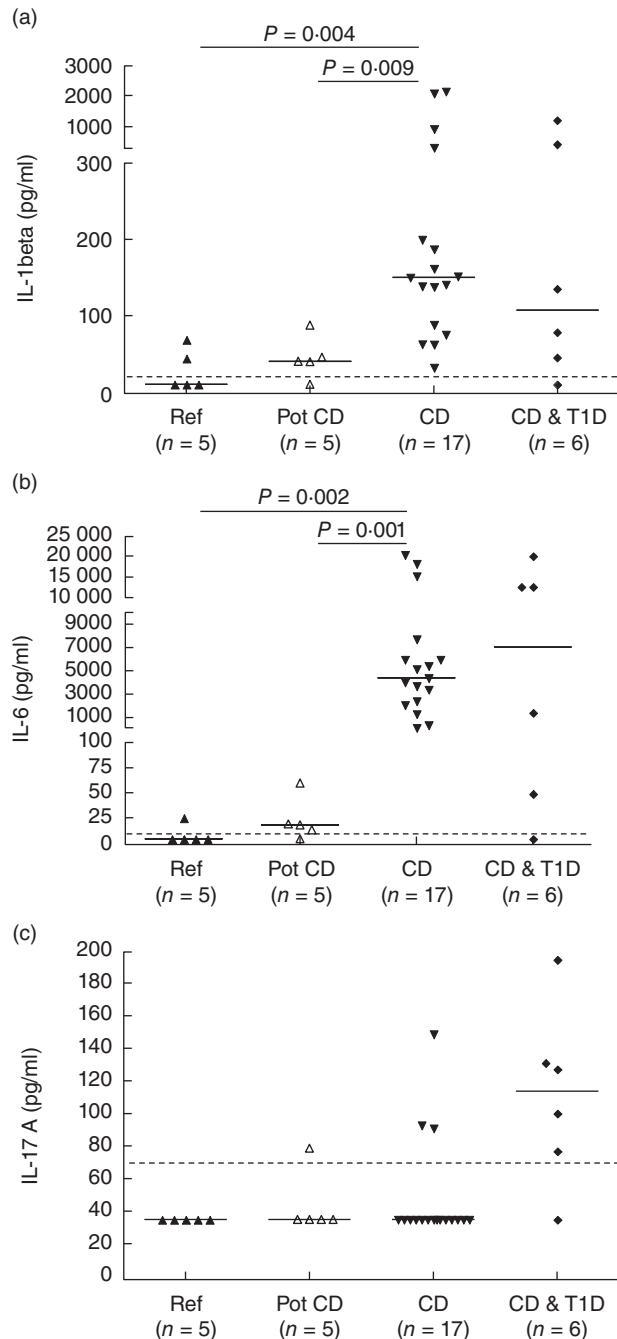 (a)
P = 0·004
P = 0·009
3000
2000
1000
300
200
100
0
IL-1beta (pg/ml)
Ref Pot CD CD CD & T1D
(n = 5) (n = 5) (n = 17) (n = 6)
(b)
P = 0·002
P = 0·001
25 000
20 000
15 000
10 000
9000
7000
5000
3000
1000
100
75
50
25
0
IL-6 (pg/ml)
Ref Pot CD CD CD & T1D
(n = 5) (n = 5) (n = 17) (n = 6)
(c)
200
180
160
140
120
100
80
60
40
20
0
IL-17 A (pg/ml)
Ref Pot CD CD CD & T1D
(n = 5) (n = 5) (n = 17) (n = 6)